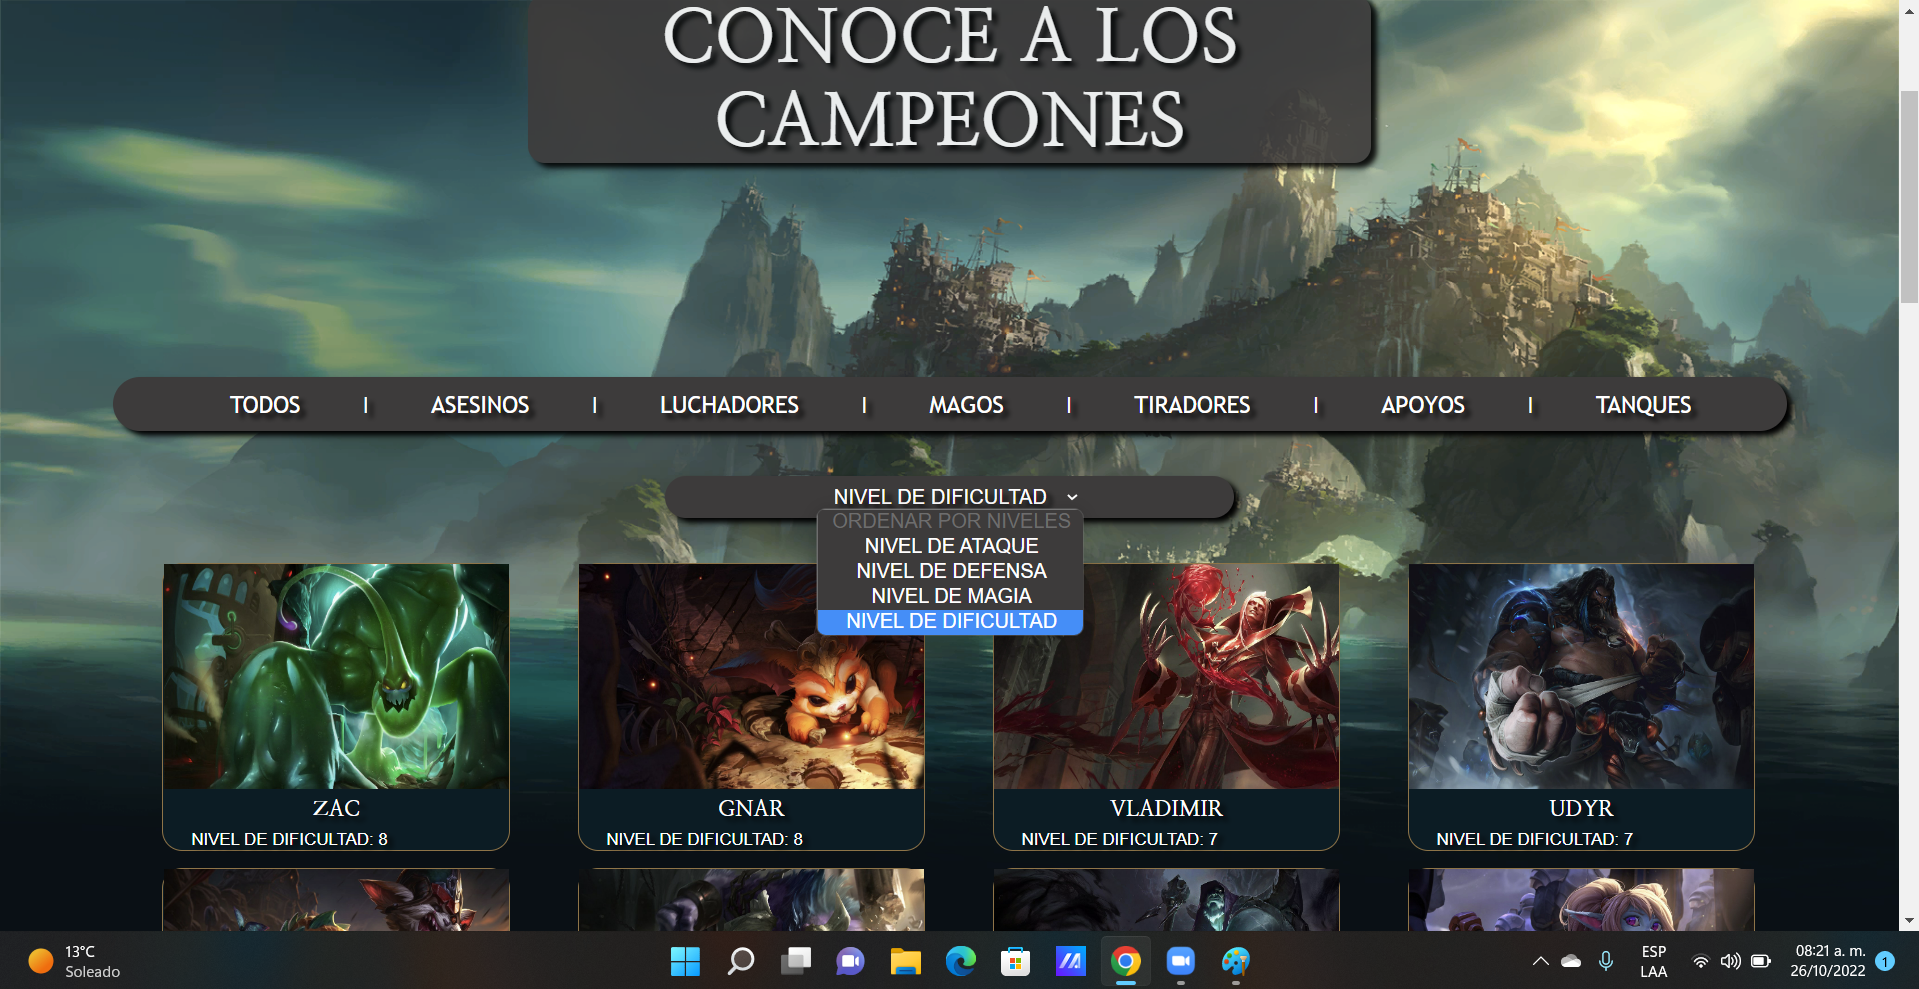 CONOCE A LOS
CAMPEONES
TODOS I ASESINOS I LUCHADORES I MAGOS I TIRADORES I APOYOS I TANQUES
NIVEL DE DIFICULTAD
ORDENAR POR NIVELES
NIVEL DE ATAQUE
NIVEL DE DEFENSA
NIVEL DE MAGIA
NIVEL DE DIFICULTAD
ZAC
NIVEL DE DIFICULTAD: 8
GNAR
NIVEL DE DIFICULTAD: 8
VLADIMIR
NIVEL DE DIFICULTAD: 7
UDYR
NIVEL DE DIFICULTAD: 7
13°C
Soleado
ESP
LAA
08:21 a. m.
26/10/2022
1